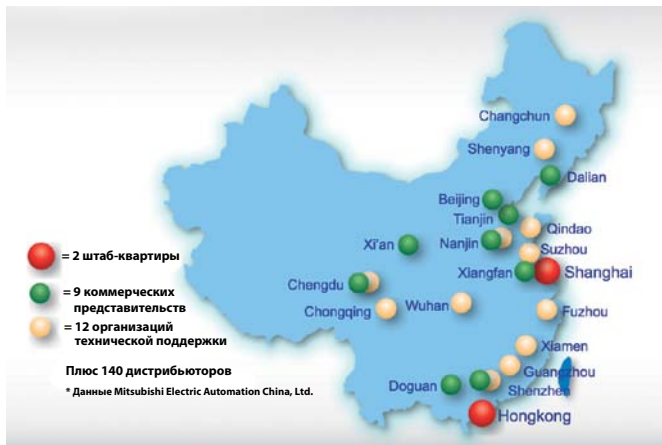 Changchun
Shenyang
Dalian
Beijing
Tianjin
Qindao
Xi'an
Nanjin
Suzhou
Xiangfan
Shanghai
Chengdu
Chongqing
Wuhan
Fuzhou
Xiamen
Guangzhou
Doguan
Shenzhen
Hongkong
= 2 штаб-квартиры
= 9 коммерческих
представительств
= 12 организаций
технической поддержки
Плюс 140 дистрибьюторов
* Данные Mitsubishi Electric Automation China, Ltd.